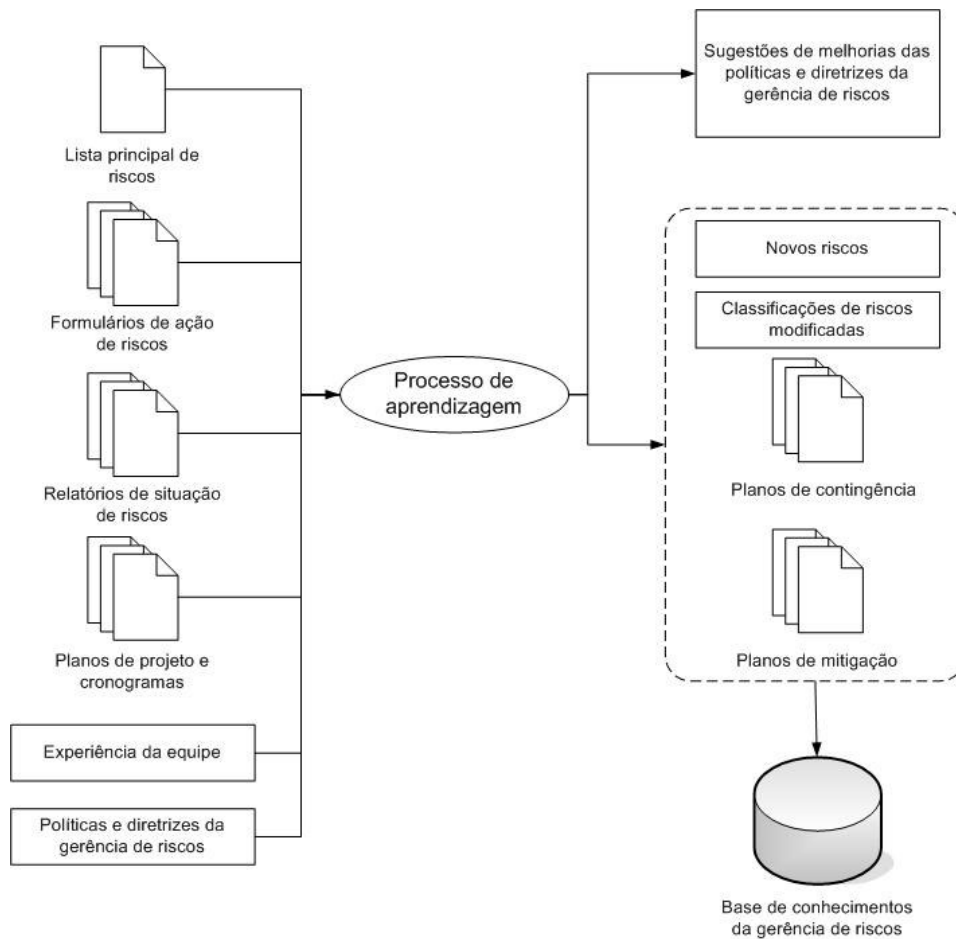 Lista principal de
riscos
Formulários de ação
de riscos
Relatórios de situação
de riscos
Planos de projeto e
cronogramas
Experiência da equipe
Políticas e diretrizes da
gerência de riscos
Processo de
aprendizagem
Sugestões de melhorias das
políticas e diretrizes da
gerência de riscos
Novos riscos
Classificações de riscos
modificadas
Planos de contingência
Planos de mitigação
Base de conhecimentos
da gerência de riscos